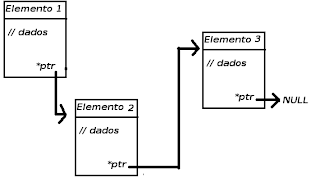 Elemento 1
// dados
*ptr
Elemento 2
// dados
*ptr
Elemento 3
// dados
*ptr
NULL